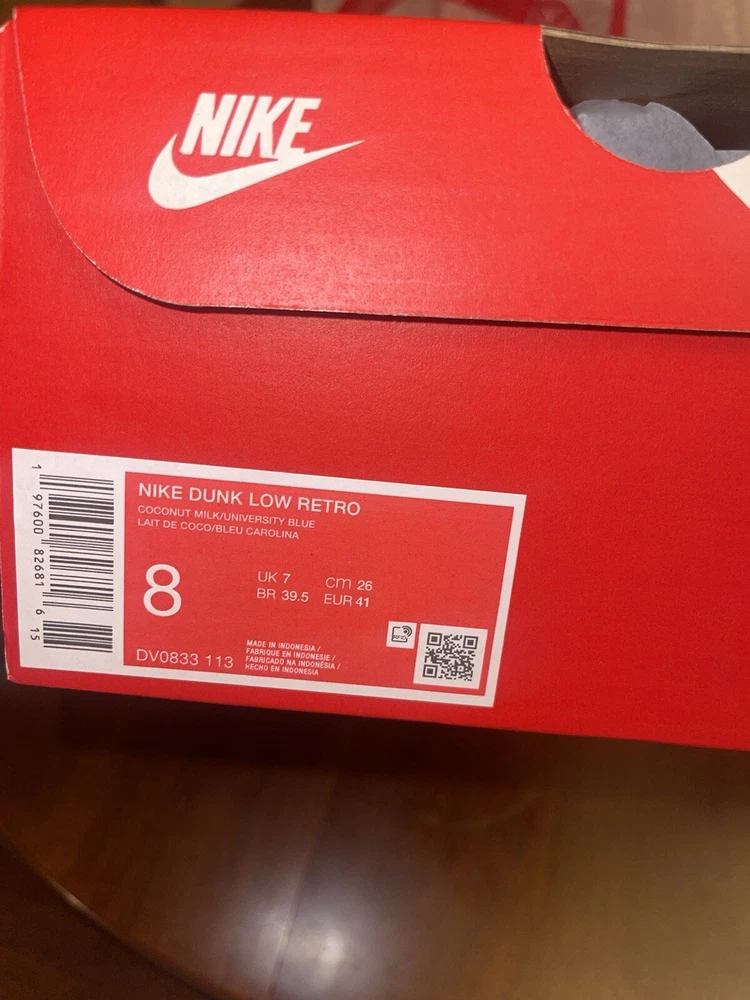 NIKE
NIKE DUNK LOW RETRO
COCONUT MILK/UNIVERSITY BLUE
LAIT DE COCO/BLEU CAROLINA
8
UK 7 cm 26
BR 39.5 EUR 41
DV0833 113
MADE IN INDONESIA /
FABRIQUE EN INDONESIE /
FABRICADO NA INDONÉSIA /
HECHO EN INDONESIA
RFID
1 97600 82681 6 15